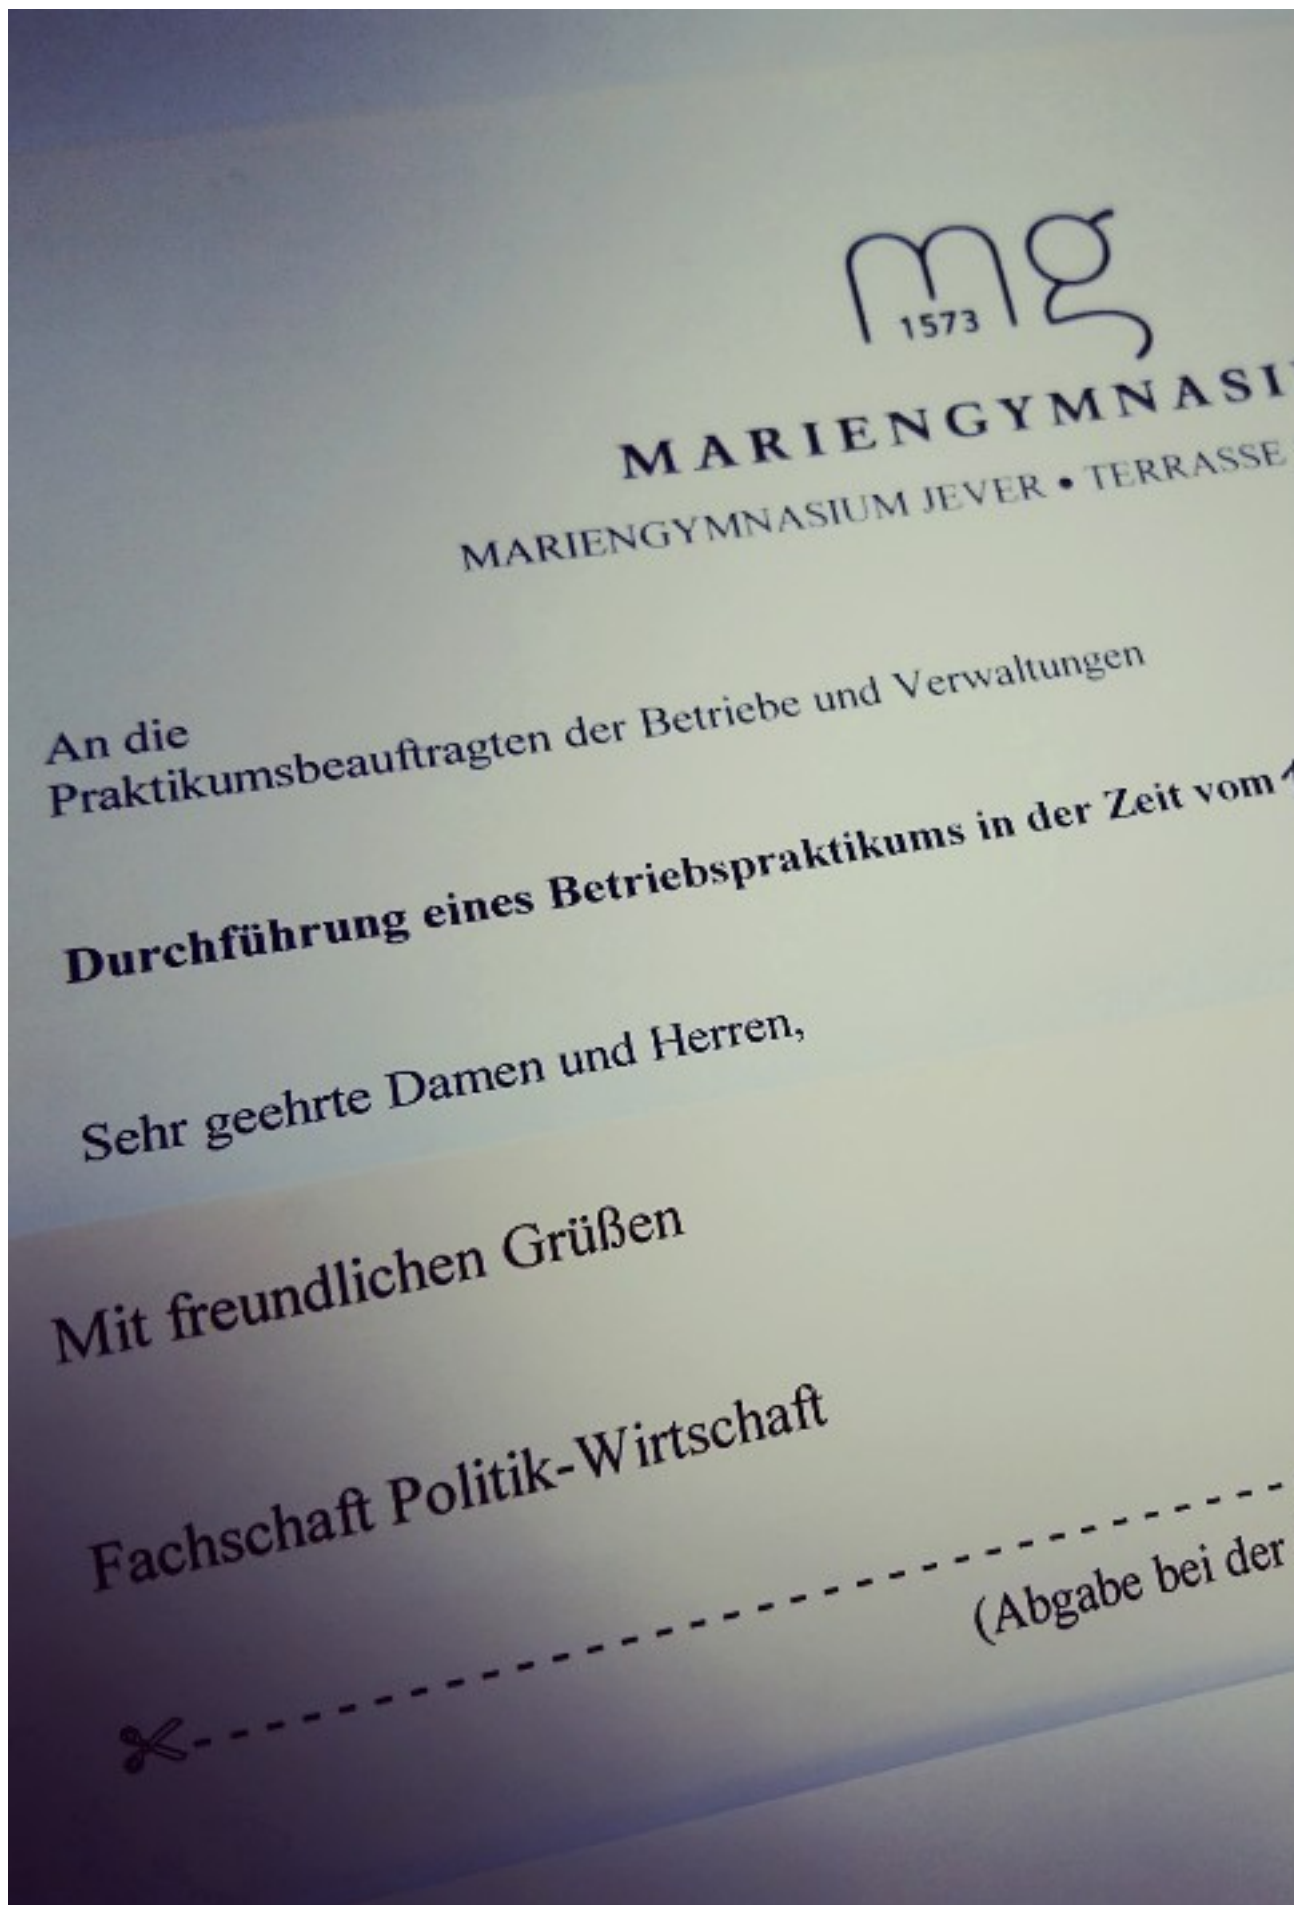 mg
1573
MARIENGYMNASI
MARIENGYMNASIUM JEVER • TERRASSE
An die
Praktikumsbeauftragten der Betriebe und Verwaltungen
Durchführung eines Betriebspraktikums in der Zeit vom
Sehr geehrte Damen und Herren,
Mit freundlichen Grüßen
Fachschaft Politik-Wirtschaft
(Abgabe bei der